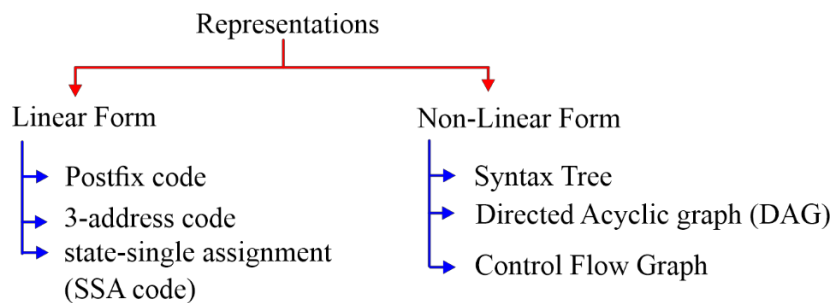 Representations
Linear Form
Postfix code
3-address code
state-single assignment
(SSA code)
Non-Linear Form
Syntax Tree
Directed Acyclic graph (DAG)
Control Flow Graph